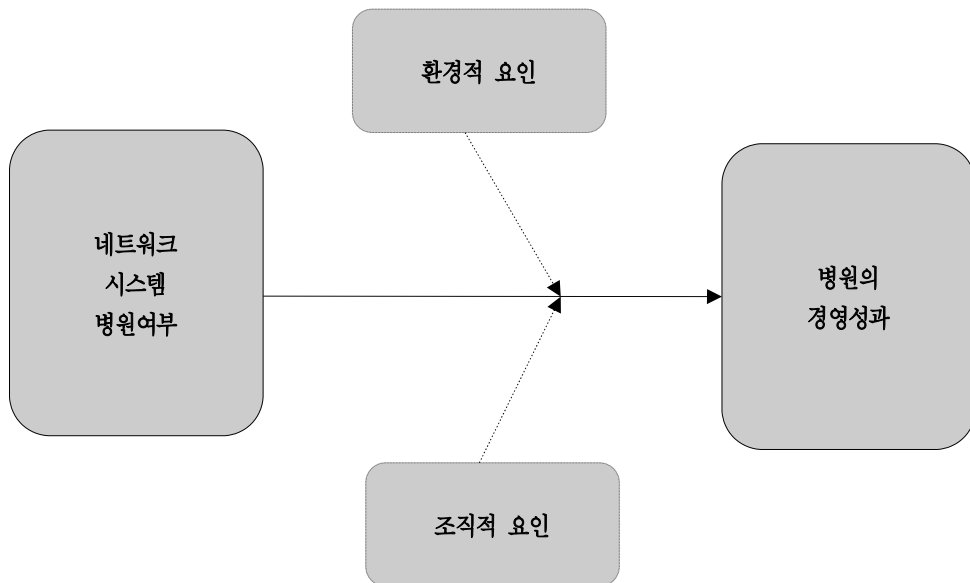 환경적 요인
네트워크
시스템
병원여부
병원의
경영성과
조직적 요인